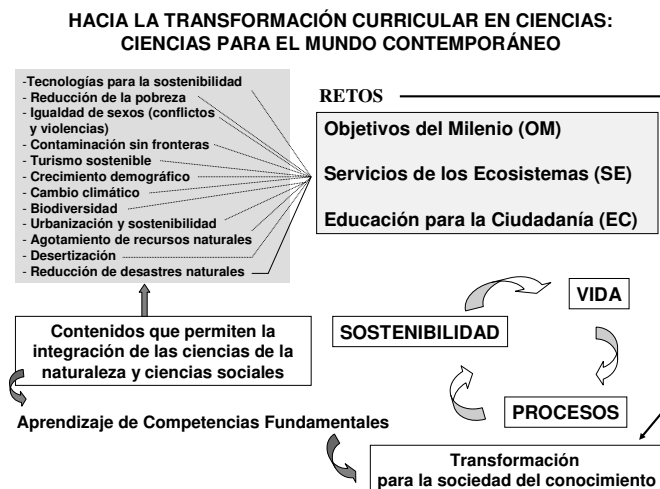 HACIA LA TRANSFORMACIÓN CURRICULAR EN CIENCIAS:
CIENCIAS PARA EL MUNDO CONTEMPORÁNEO
-Tecnologías para la sostenibilidad
- Reducción de la pobreza
- Igualdad de sexos (conflictos
y violencias)
- Contaminación sin fronteras
- Turismo sostenible
- Crecimiento demográfico
- Cambio climático
- Biodiversidad
- Urbanización y sostenibilidad
- Agotamiento de recursos naturales
- Desertización
- Reducción de desastres naturales
RETOS
Objetivos del Milenio (OM)
Servicios de los Ecosistemas (SE)
Educación para la Ciudadanía (EC)
VIDA
SOSTENIBILIDAD
PROCESOS
Contenidos que permiten la
integración de las ciencias de la
naturaleza y ciencias sociales
Aprendizaje de Competencias Fundamentales
Transformación
para la sociedad del conocimiento